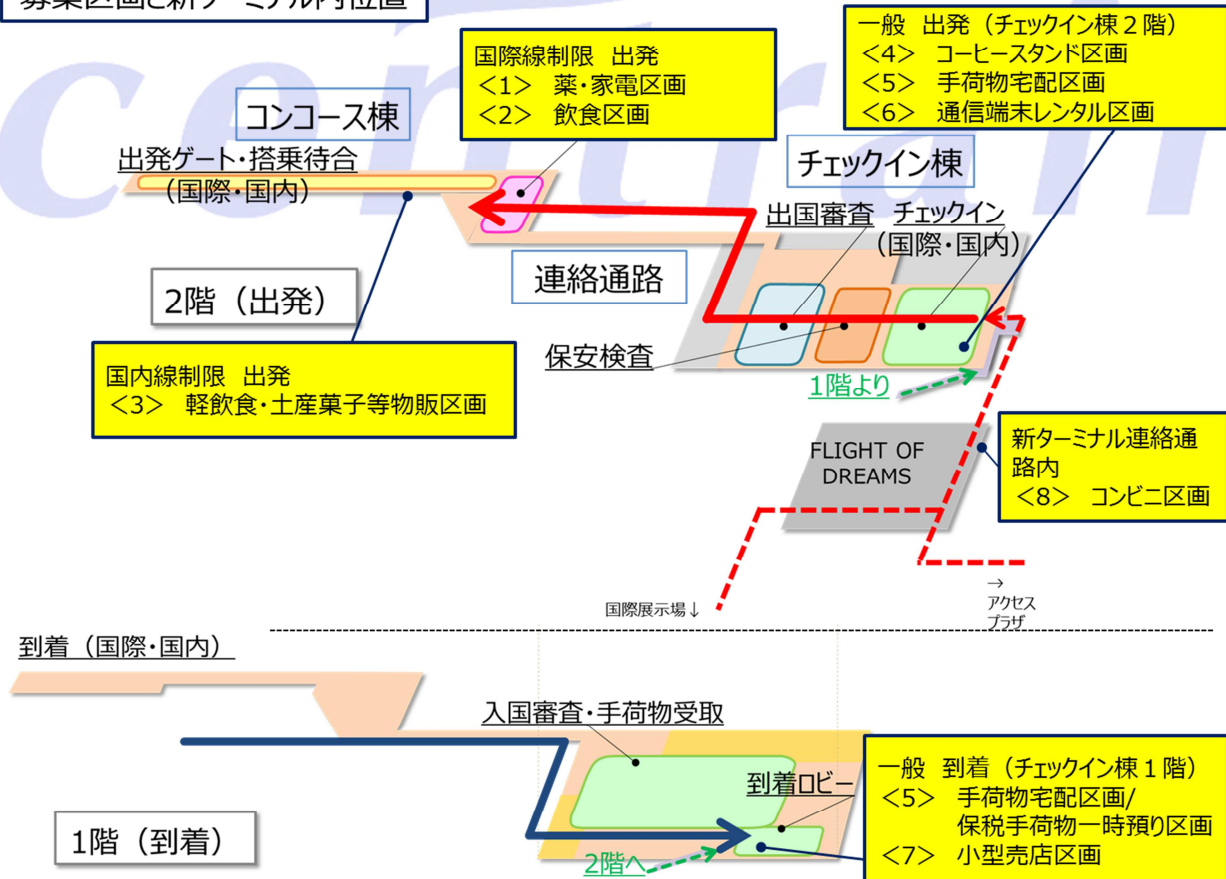 募集区画と新ターミナル内位置
centrair
国際線制限 出発
<1> 薬・家電区画
<2> 飲食区画
一般 出発（チェックイン棟２階）
<4> コーヒースタンド区画
<5> 手荷物宅配区画
<6> 通信端末レンタル区画
コンコース棟
出発ゲート・搭乗待合
（国際・国内）
チェックイン棟
出国審査 チェックイン
（国際・国内）
連絡通路
2階（出発）
保安検査
1階より
国内線制限 出発
<3> 軽飲食・土産菓子等物販区画
FLIGHT OF
DREAMS
新ターミナル連絡通
路内
<8> コンビニ区画
国際展示場↓
→
アクセス
プラザ
到着（国際・国内）
入国審査・手荷物受取
到着ロビー
一般 到着（チェックイン棟１階）
<5> 手荷物宅配区画/
保税手荷物一時預り区画
<7> 小型売店区画
1階（到着）
2階へ